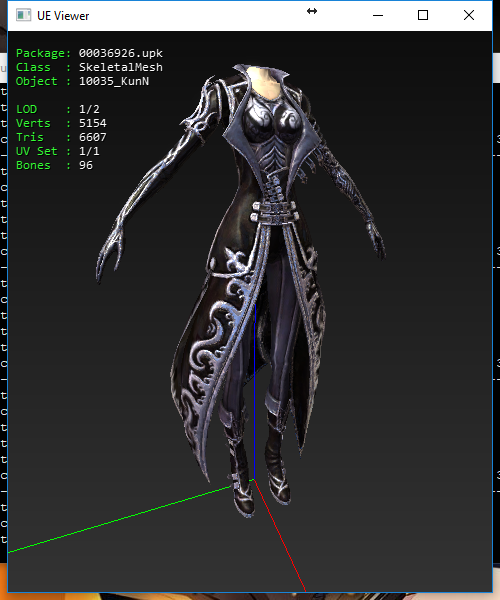 UE Viewer
Package: 00036926.upk
Class : SkeletalMesh
Object : 10035_KunN
LOD : 1/2
Verts : 5154
Tris : 6607
UV Set : 1/1
Bones : 96